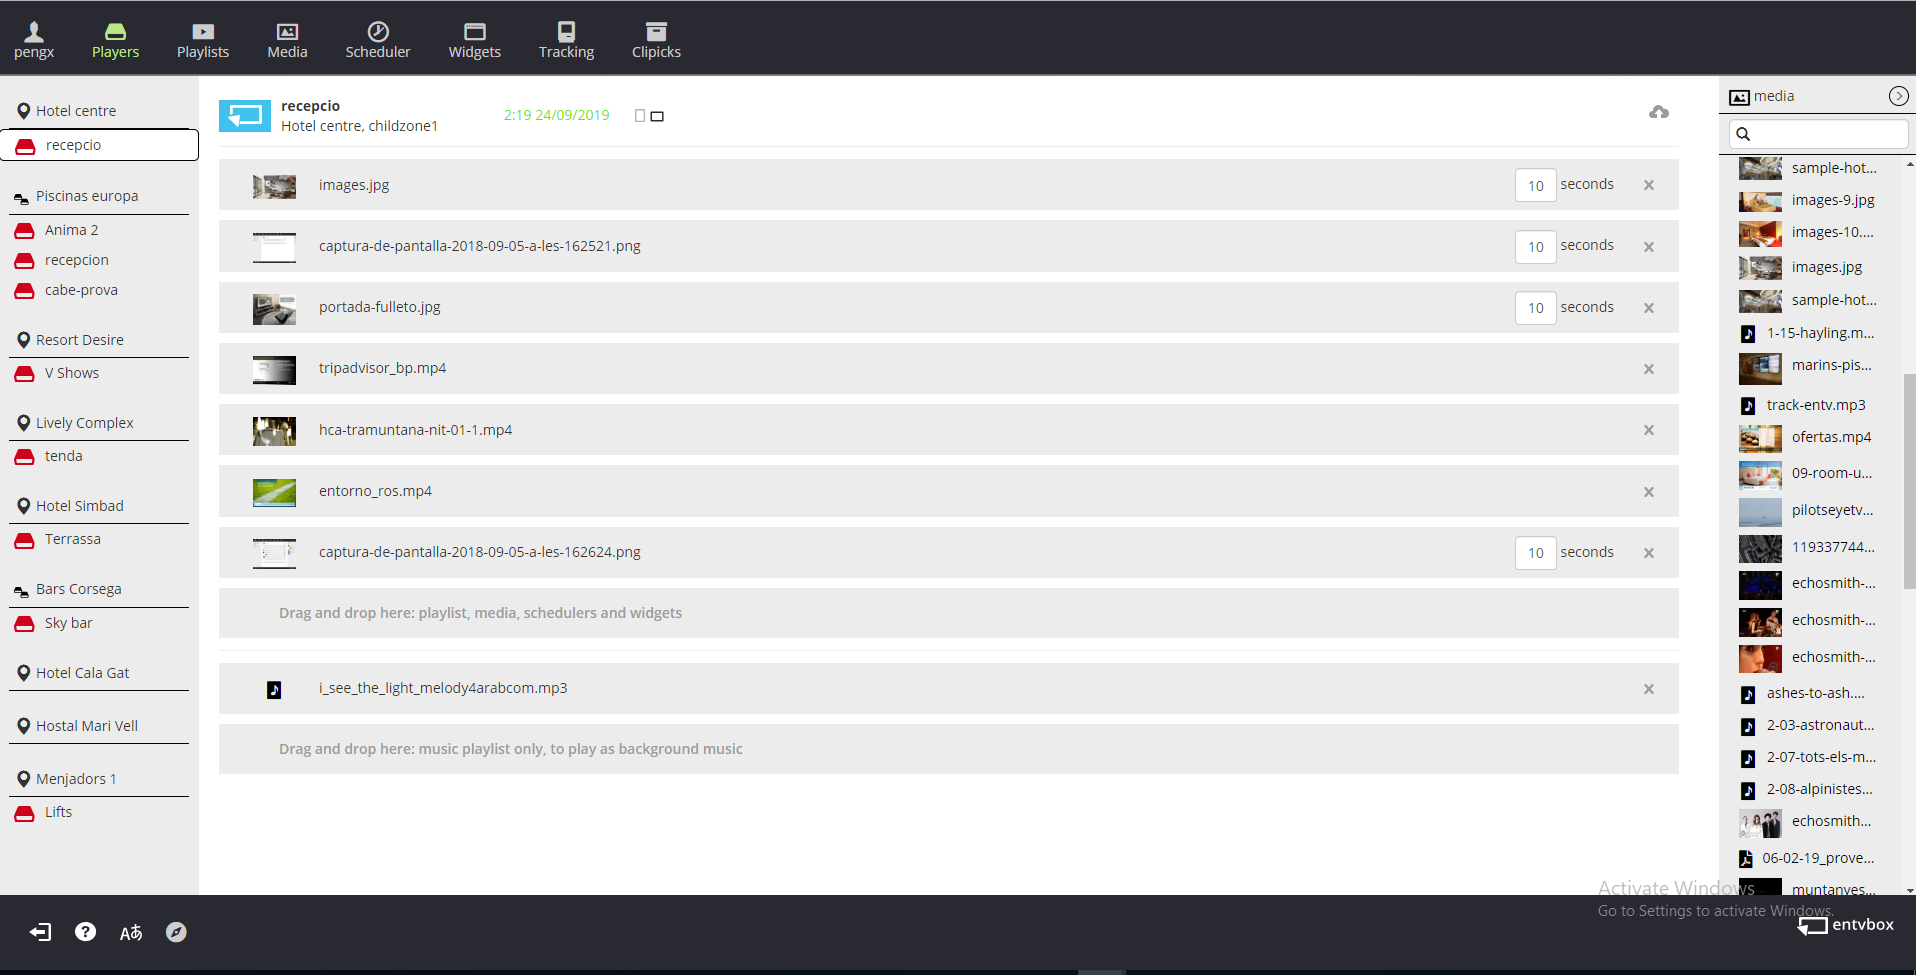 pengx
Players
Playlists
Media
Scheduler
Widgets
Tracking
Clipicks
Hotel centre
recepcio
Piscinas europa
Anima 2
recepcion
cabe-prova
Resort Desire
V Shows
Lively Complex
tenda
Hotel Simbad
Terrassa
Bars Corsega
Sky bar
Hotel Cala Gat
Hostal Mari Vell
Menjadors 1
Lifts
recepcio
Hotel centre, childzone1
2:19 24/09/2019
images.jpg
10 seconds
captura-de-pantalla-2018-09-05-a-les-162521.png
10 seconds
portada-fulleto.jpg
10 seconds
tripadvisor_bp.mp4
hca-tramuntana-nit-01-1.mp4
entorno_ros.mp4
captura-de-pantalla-2018-09-05-a-les-162624.png
10 seconds
Drag and drop here: playlist, media, schedulers and widgets
i_see_the_light_melody4arabcom.mp3
Drag and drop here: music playlist only, to play as background music
media
sample-hot...
images-9.jpg
images-10....
images.jpg
sample-hot...
1-15-hayling.m...
marins-pis...
track-entv.mp3
ofertas.mp4
09-room-u...
pilotseyetv...
119337744...
echosmith-...
echosmith-...
echosmith-...
ashes-to-ash....
2-03-astronaut...
2-07-tots-els-m...
2-08-alpinistes...
echosmith...
06-02-19_prove...
muntanyes...
Activate Windows
Go to Settings to activate Windows.
Aあ
entvbox